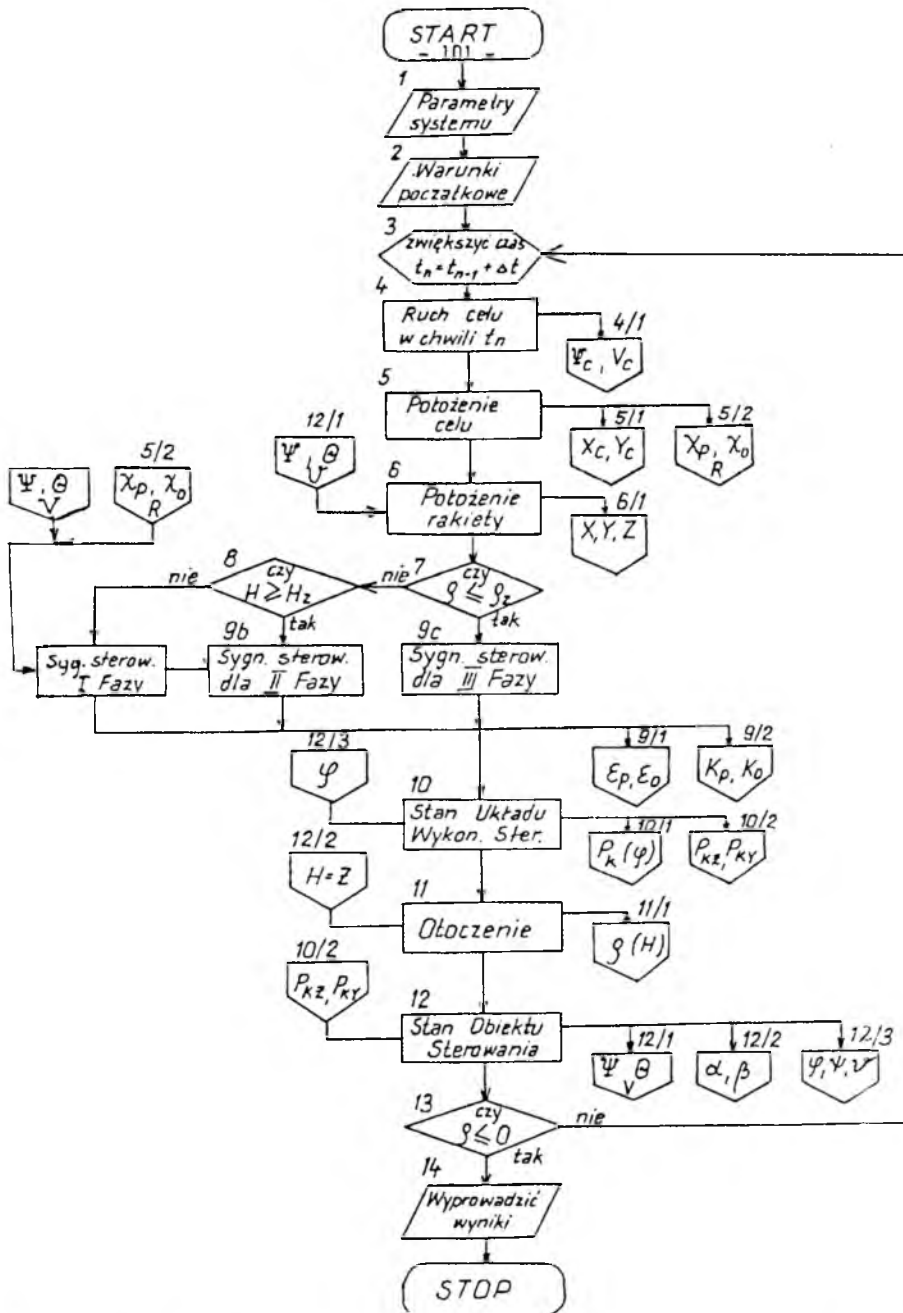 START
- 101 -
1
Parametry
systemu
2
Warunki
początkowe
3
zwiększyć czas
tₙ = tₙ₋₁ + Δt
4
Ruch celu
w chwili tn
4/1
Ψc, Vc
5
Położenie
celu
5/1
Xc, Yc
5/2
χp, χo
R
12/1
Ψ, Θ
V
Ψ, Θ
V
5/2
χp, χo
R
6
Położenie
rakiety
6/1
X, Y, Z
7
czy
ρ ≤ ρz
nie
tak
8
czy
H ≥ Hz
nie
tak
Syg. sterow.
I Fazy
9b
Sygn. sterow.
dla II Fazy
9c
Sygn. sterow.
dla III Fazy
9/1
εp, εo
9/2
Kp, Ko
12/3
φ
10
Stan Układu
Wykon. Ster.
10/1
Pk(φ)
10/2
PKZ, PKY
12/2
H=Z
11
Otoczenie
11/1
ρ(H)
10/2
PKZ, PKY
12
Stan Obiektu
Sterowania
12/1
Ψ, Θ
V
12/2
α, β
12/3
φ, ψ, ϑ
13
czy
ρ ≤ 0
nie
tak
14
Wyprowadzić
wyniki
STOP